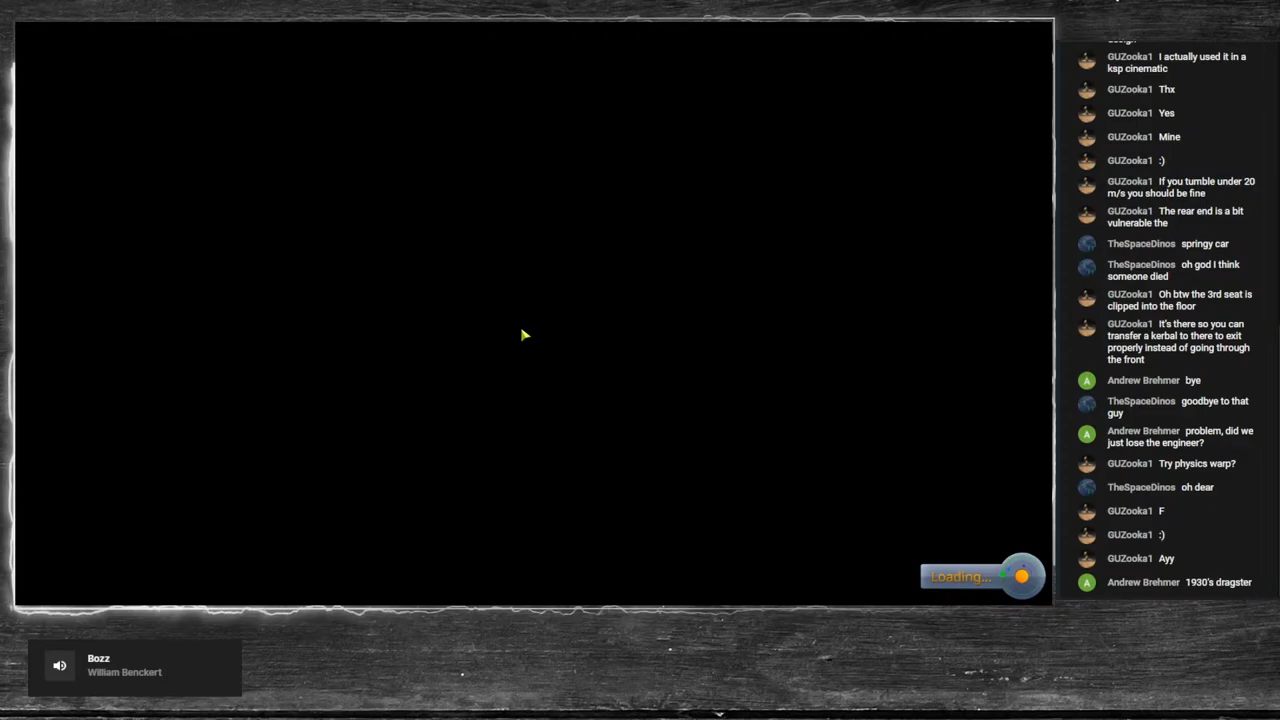 GUZooka1 I actually used it in a
ksp cinematic
GUZooka1 Thx
GUZooka1 Yes
GUZooka1 Mine
GUZooka1 :)
GUZooka1 If you tumble under 20
m/s you should be fine
GUZooka1 The rear end is a bit
vulnerable the
TheSpaceDinos springy car
TheSpaceDinos oh god I think
someone died
GUZooka1 Oh btw the 3rd seat is
clipped into the floor
GUZooka1 It's there so you can
transfer a kerbal to there to exit
properly instead of going through
the front
A Andrew Brehmer bye
TheSpaceDinos goodbye to that
guy
A Andrew Brehmer problem, did we
just lose the engineer?
GUZooka1 Try physics warp?
TheSpaceDinos oh dear
GUZooka1 F
GUZooka1 :)
GUZooka1 Ayy
A Andrew Brehmer 1930's dragster
Loading...
Bozz
William Benckert